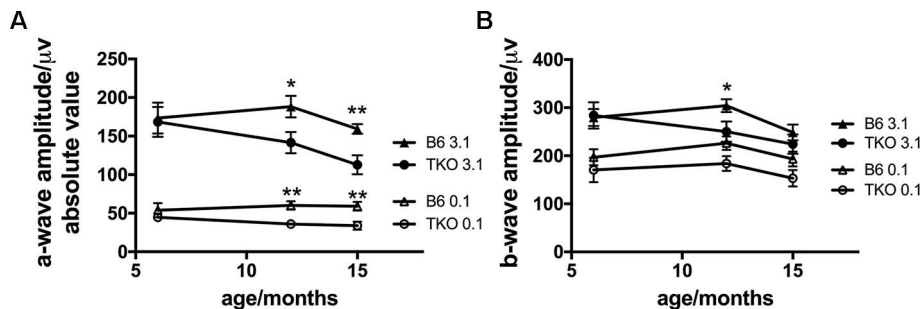 A
a-wave amplitude/μv
absolute value
250
200
150
100
50
0
5
10
15
age/months
*
**
**
**
B6 3.1
TKO 3.1
B6 0.1
TKO 0.1
B
b-wave amplitude/μv
400
300
200
100
0
5
10
15
age/months
*
B6 3.1
TKO 3.1
B6 0.1
TKO 0.1